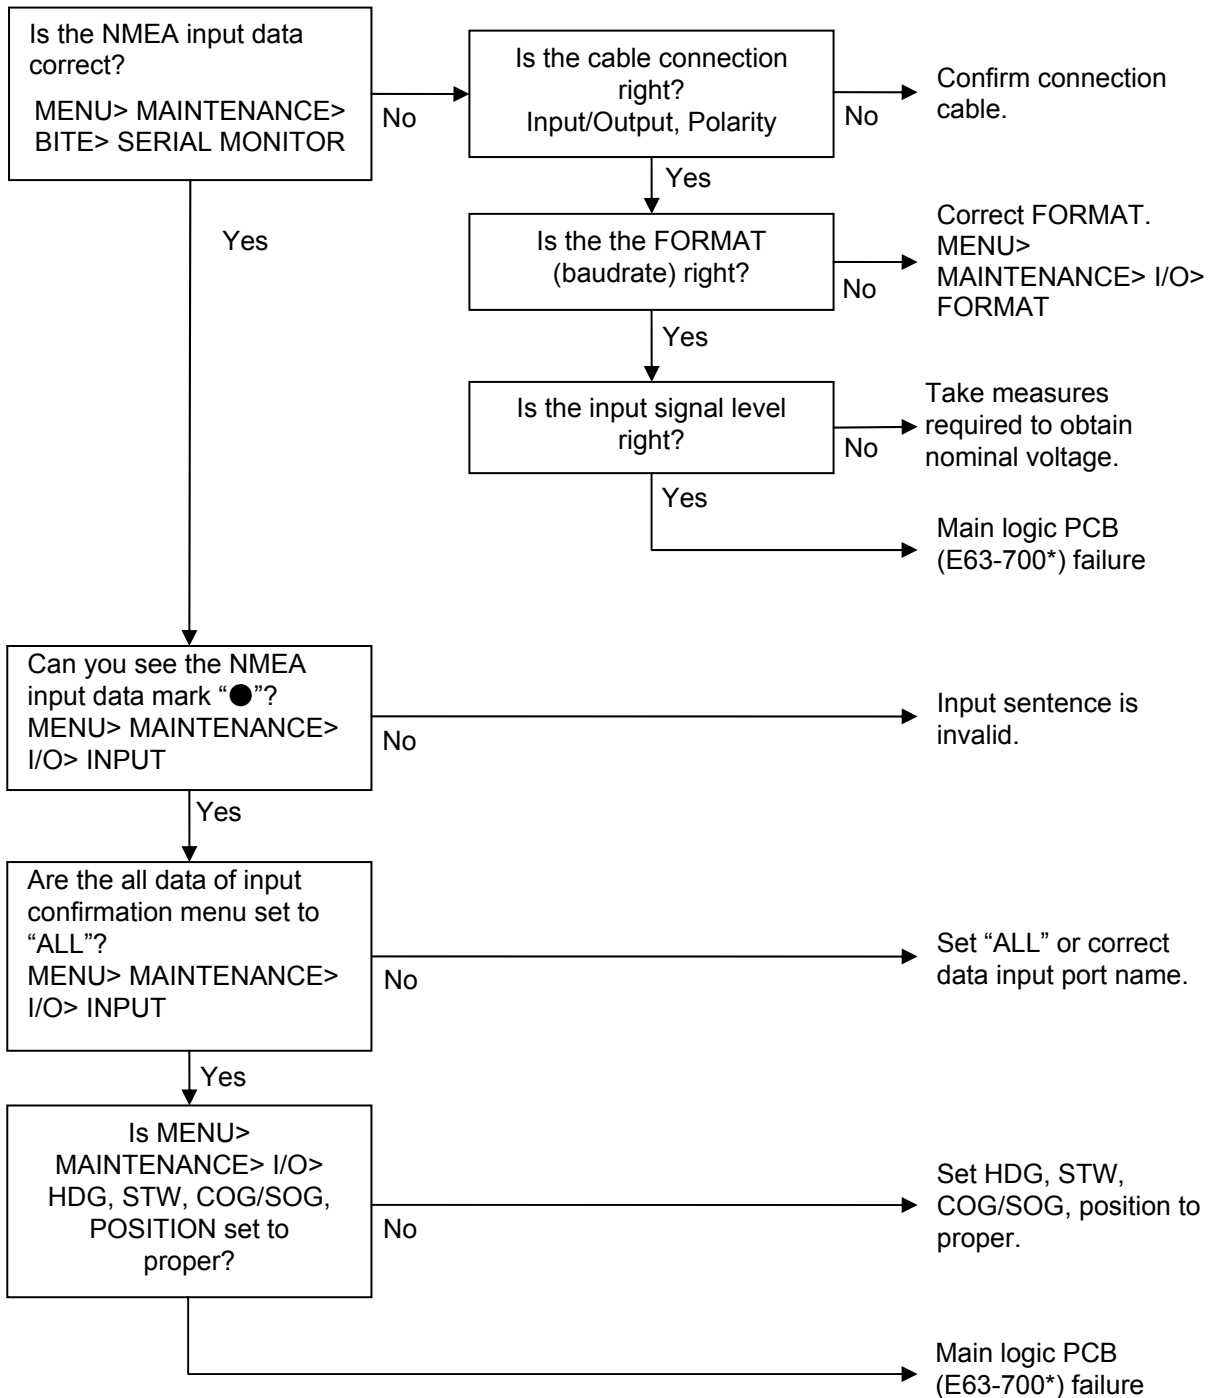 Is the NMEA input data
correct?
MENU> MAINTENANCE>
BITE> SERIAL MONITOR
No
Is the cable connection
right?
Input/Output, Polarity
No
Confirm connection
cable.
Yes
Yes
Is the the FORMAT
(baudrate) right?
No
Correct FORMAT.
MENU>
MAINTENANCE> I/O>
FORMAT
Yes
Is the input signal level
right?
No
Take measures
required to obtain
nominal voltage.
Yes
Main logic PCB
(E63-700*) failure
Can you see the NMEA
input data mark “●”?
MENU> MAINTENANCE>
I/O> INPUT
No
Input sentence is
invalid.
Yes
Are the all data of input
confirmation menu set to
“ALL”?
MENU> MAINTENANCE>
I/O> INPUT
No
Set “ALL” or correct
data input port name.
Yes
Is MENU>
MAINTENANCE> I/O>
HDG, STW, COG/SOG,
POSITION set to
proper?
No
Set HDG, STW,
COG/SOG, position to
proper.
Main logic PCB
(E63-700*) failure